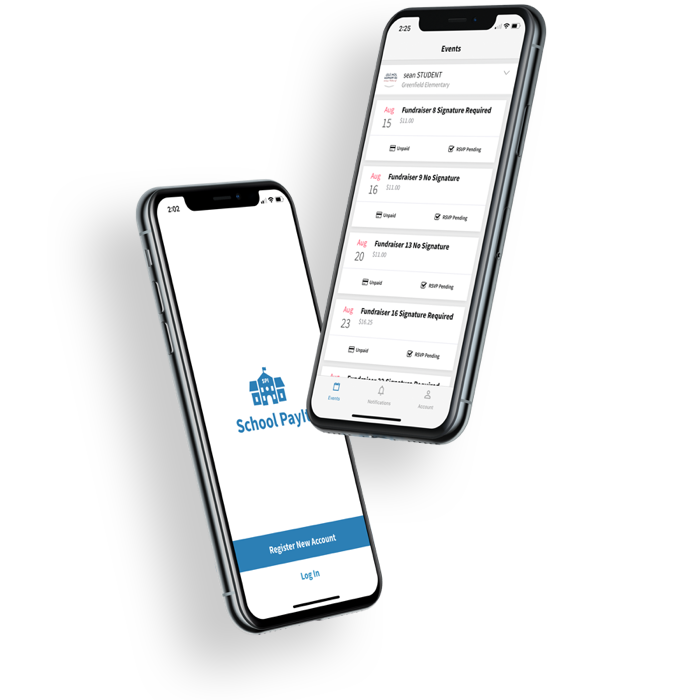 2:25
Events
sean STUDENT
Greenfield Elementary
Aug
15
Fundraiser 8 Signature Required
$11.00
Unpaid
RSVP Pending
Aug
16
Fundraiser 9 No Signature
$11.00
Unpaid
RSVP Pending
Aug
20
Fundraiser 13 No Signature
$11.00
Unpaid
RSVP Pending
Aug
23
Fundraiser 16 Signature Required
$16.25
Unpaid
RSVP Pending
Events
Notifications
Account
2:02
SPI
School PayIt
Register New Account
Log In